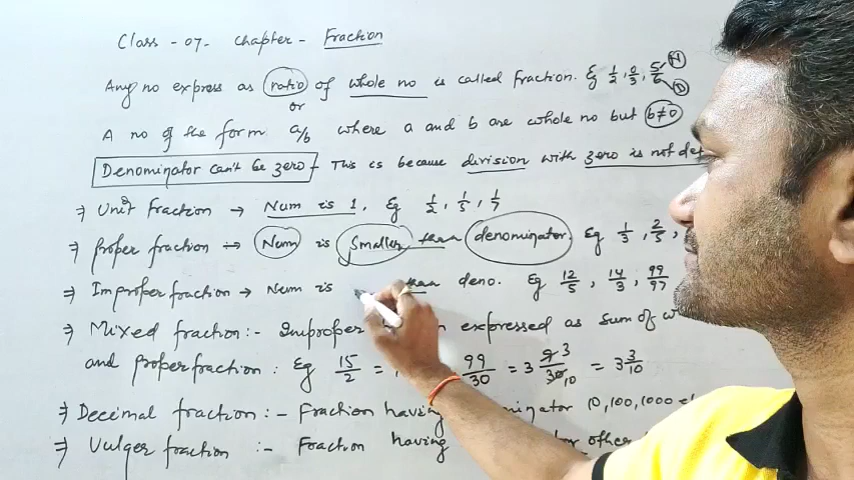 Class - 07. Chapter - Fraction
Any no express as ratio of whole no is called fraction. Eg 1/2, 0/3, 5/6 N D
or
A no of the form a/b where a and b are whole no but b≠0
Denominator can't be zero - This is because division with zero is not def
⇒ Unit fraction → Num is 1. Eg 1/2, 1/5, 1/7
⇒ proper fraction → Num is smaller than denominator. Eg 1/3, 2/5,
⇒ Improper fraction → Num is than deno. Eg 12/5, 14/3, 99/97
⇒ Mixed fraction:- Improper expressed as sum of w
and proper fraction : Eg 15/2 = 99/30 = 3 9/30 3 10 = 3 3/10
⇒ Decimal fraction :- Fraction having 10, 100, 1000
⇒ Vulger fraction :- Fraction having other